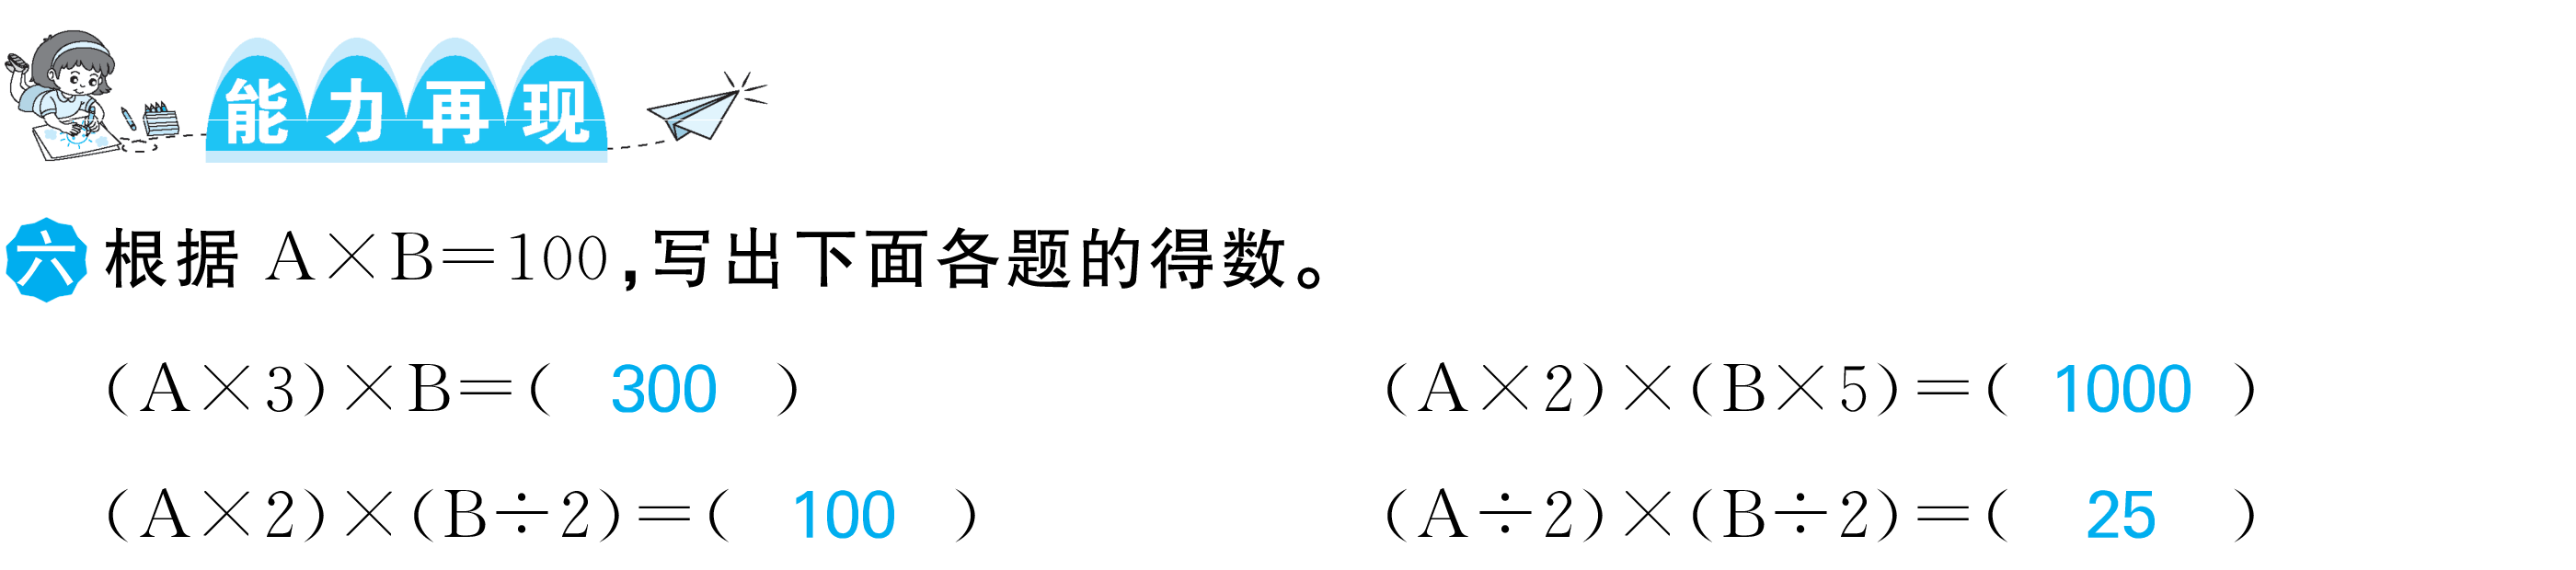 能力再现
六 根据 A×B=100,写出下面各题的得数。
(A×3)×B=( 300 ) (A×2)×(B×5)=( 1000 )
(A×2)×(B÷2)=( 100 ) (A÷2)×(B÷2)=( 25 )